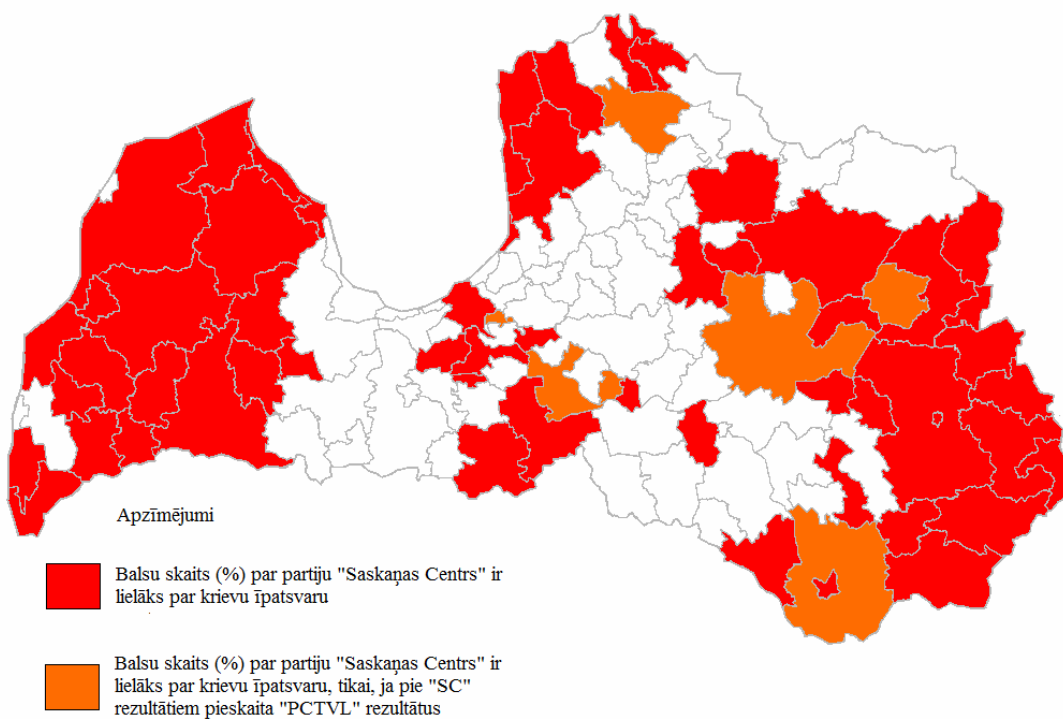 Apzīmējumi
Balsu skaits (%) par partiju "Saskaņas Centrs" ir
lielāks par krievu īpatsvaru
Balsu skaits (%) par partiju "Saskaņas Centrs" ir
lielāks par krievu īpatsvaru, tikai, ja pie "SC"
rezultātiem pieskaita "PCTVL" rezultātus